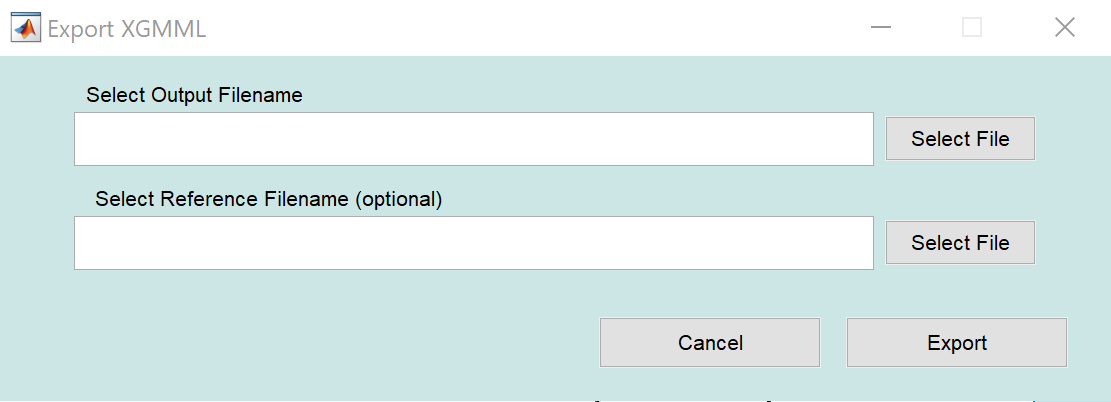 Export XGMML
Select Output Filename
Select File
Select Reference Filename (optional)
Select File
Cancel
Export